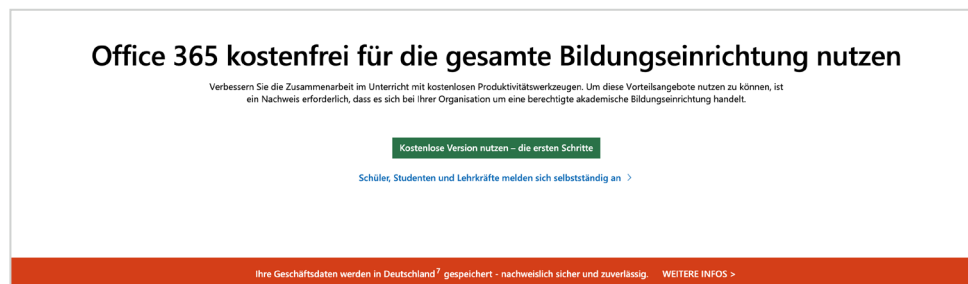 Office 365 kostenfrei für die gesamte Bildungseinrichtung nutzen
Verbessern Sie die Zusammenarbeit im Unterricht mit kostenlosen Produktivitätswerkzeugen. Um diese Vorteilsangebote nutzen zu können, ist
ein Nachweis erforderlich, dass es sich bei Ihrer Organisation um eine berechtigte akademische Bildungseinrichtung handelt.
Kostenlose Version nutzen – die ersten Schritte
Schüler, Studenten und Lehrkräfte melden sich selbstständig an >
Ihre Geschäftsdaten werden in Deutschland⁷ gespeichert - nachweislich sicher und zuverlässig. WEITERE INFOS >